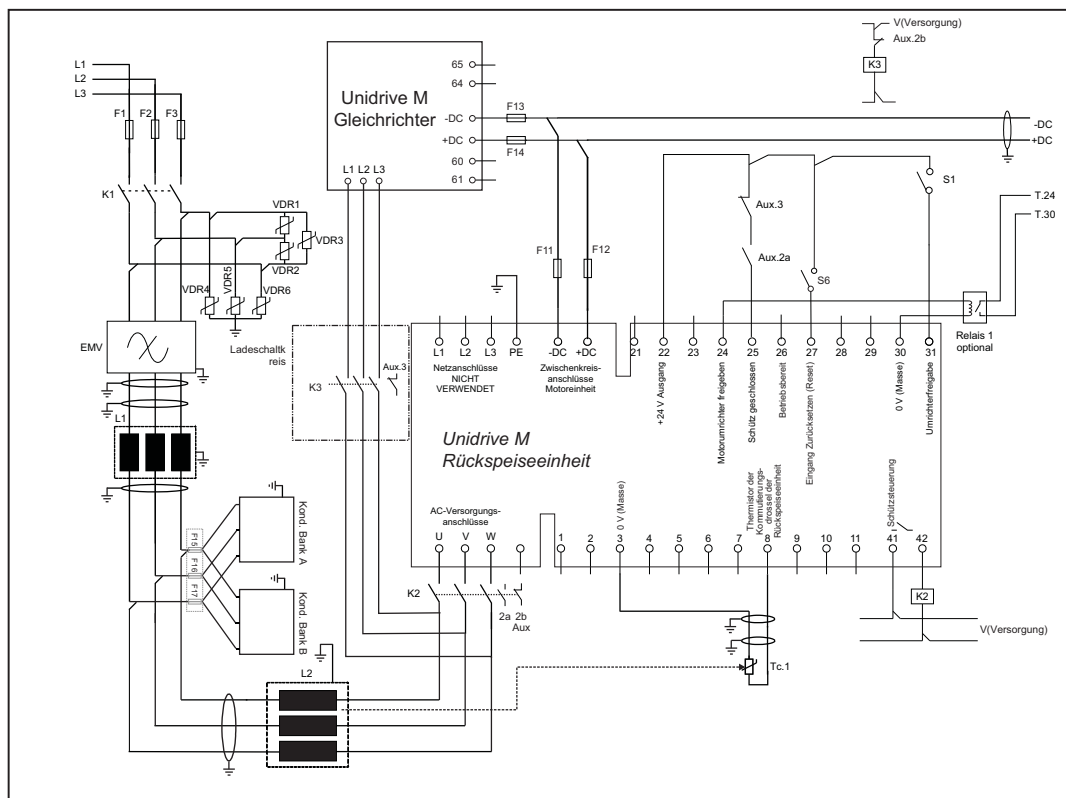 L1
L2
L3
F1
F2
F3
K1
VDR1
VDR3
VDR2
VDR4
VDR5
VDR6
EMV
L1
Unidrive M
Gleichrichter
65
64
-DC
+DC
60
61
L1 L2 L3
F13
F14
F11
F12
V(Versorgung)
Aux.2b
K3
-DC
+DC
S1
T.24
T.30
Aux.3
Aux.2a
S6
Relais 1
optional
Ladeschaltk
reis
K3
Aux.3
L1
L2
L3
PE
-DC
+DC
Netzanschlüsse
NICHT
VERWENDET
Zwischenkreis-
anschlüsse
Motoreinheit
21
22
23
24
25
26
27
28
29
30
31
+24 V Ausgang
Motorumrichter freigeben
Schütz geschlossen
Betriebsbereit
Eingang Zurücksetzen (Reset)
0 V (Masse)
Umrichterfreigabe
Unidrive M
Rückspeiseeinheit
AC-Versorgungs-
anschlüsse
U
V
W
0 V (Masse)
Thermistor der
Kommutierungs-
drossel der
Rückspeiseeinheit
Schützsteuerung
1
2
3
4
5
6
7
8
9
10
11
41
42
K2
2a
2b
Aux
K2
V(Versorgung)
Tc.1
F15
F16
F17
Kond. Bank A
Kond. Bank B
L2